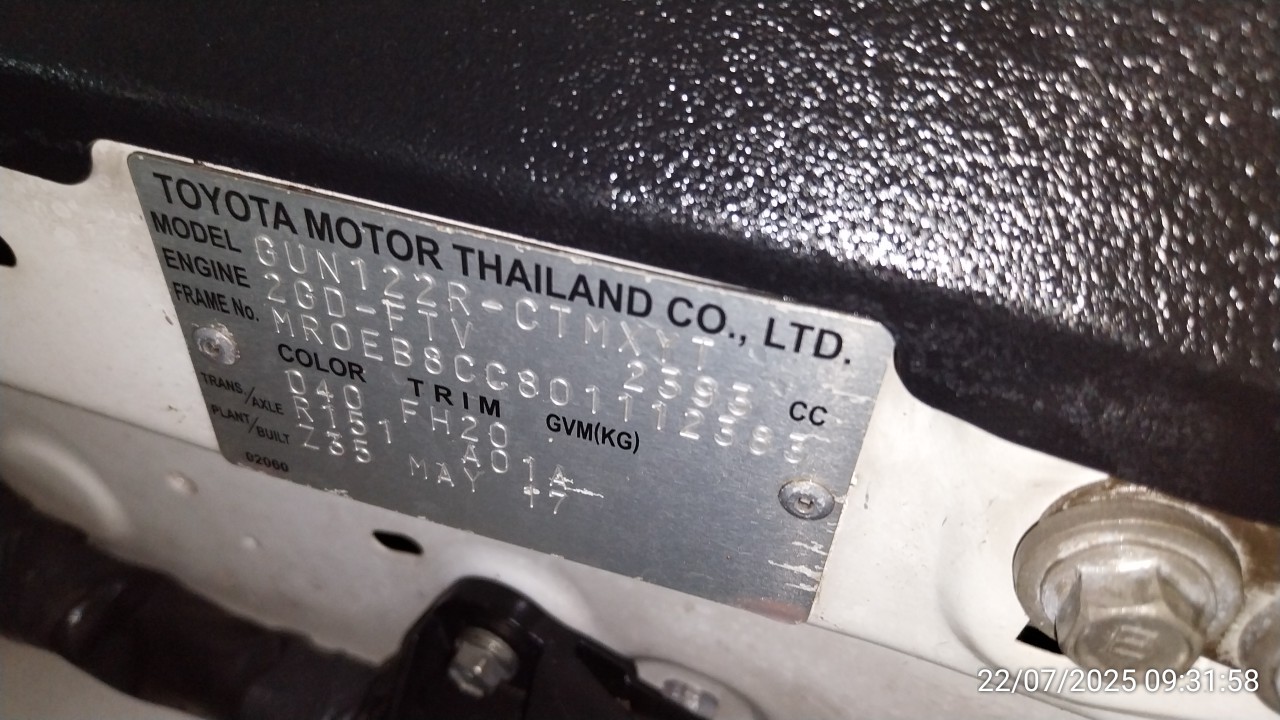 TOYOTA MOTOR THAILAND CO., LTD.
MODEL GUN122R-CTMXYT
ENGINE 2GD-FTV 2393 CC
FRAME No. MR0EB8CC801112383
COLOR TRIM GVM(KG)
040 FH20
TRANS/AXLE R151 A01A
PLANT/BUILT Z35 MAY 17
02060
22/07/2025 09:31:58